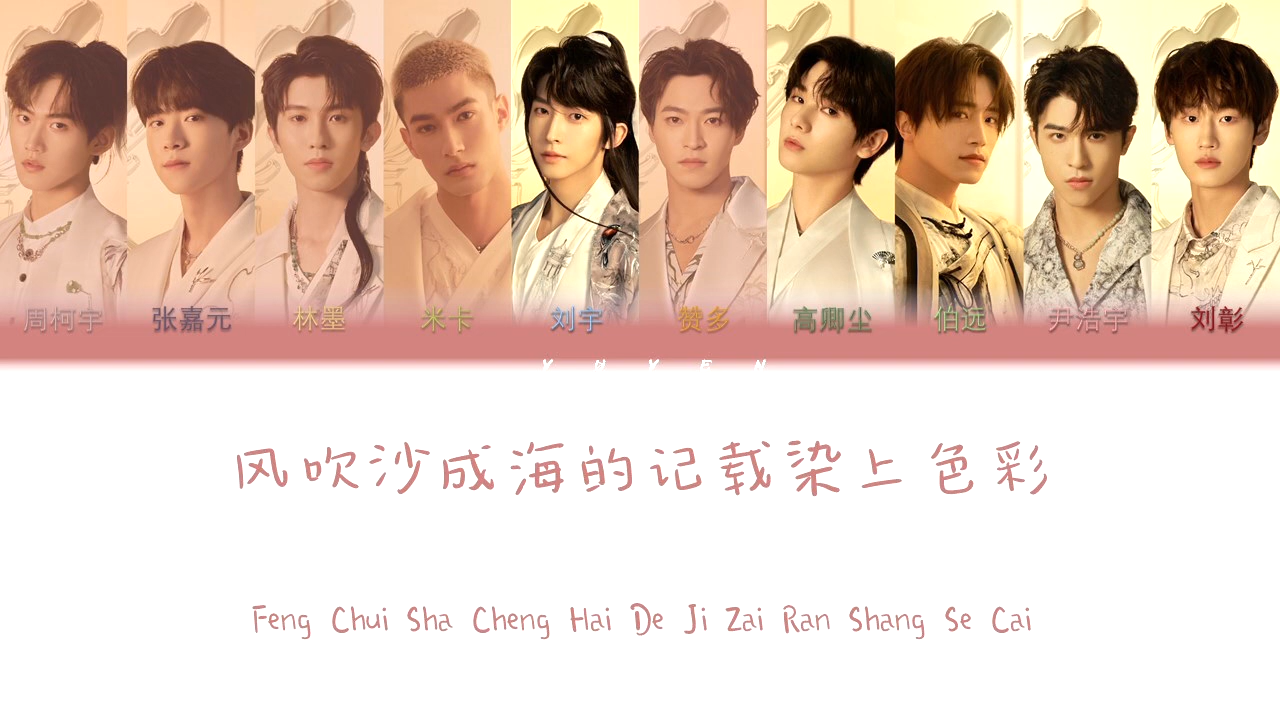 周柯宇 张嘉元 林墨 米卡 刘宇 赞多 高卿尘 伯远 尹浩宇 刘彰
风吹沙成海的记载染上色彩
Feng Chui Sha Cheng Hai De Ji Zai Ran Shang Se Cai